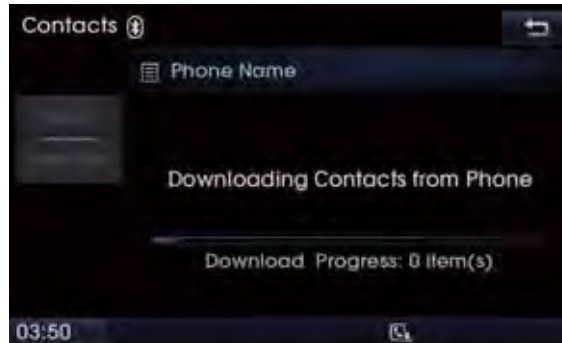 Contacts
Phone Name
Downloading Contacts from Phone
Download Progress: 0 item(s)
03:50